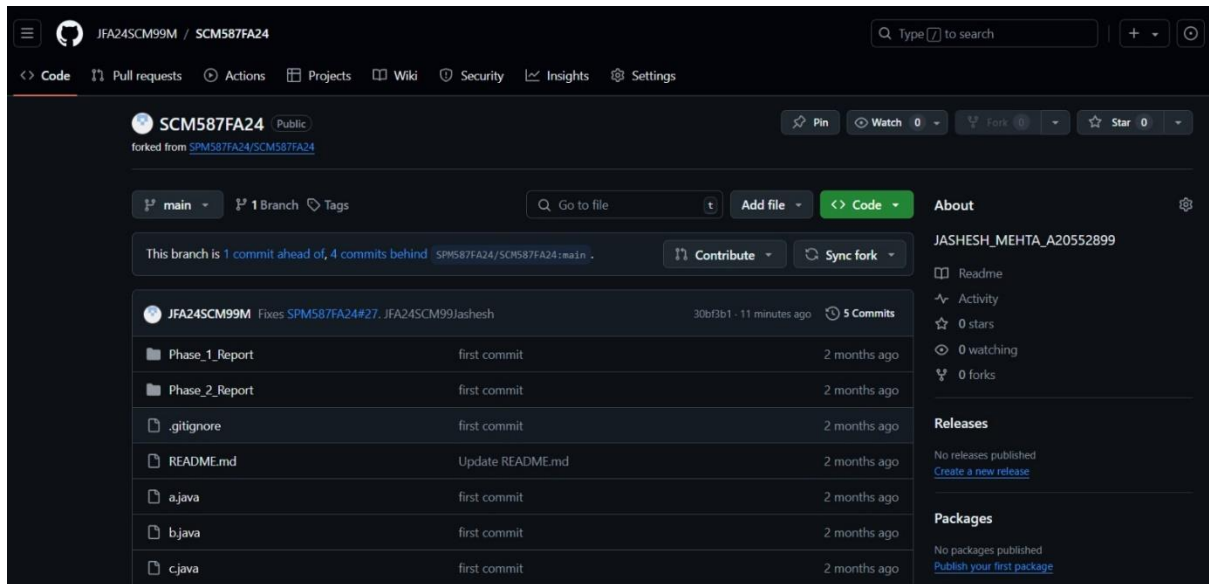 JFA24SCM99M / SCM587FA24
Type / to search
Code Pull requests Actions Projects Wiki Security Insights Settings
SCM587FA24 Public
Pin Watch 0 Fork 0 Star 0
forked from SPM587FA24/SCM587FA24
main 1 Branch Tags
Go to file t Add file Code
About
This branch is 1 commit ahead of, 4 commits behind SPM587FA24/SCM587FA24:main .
Contribute Sync fork
JASHESH_MEHTA_A20552899
Readme
Activity
0 stars
0 watching
0 forks
JFA24SCM99M Fixes SPM587FA24#27. JFA24SCM99Jashesh 30bf3b1 · 11 minutes ago 5 Commits
Phase_1_Report first commit 2 months ago
Phase_2_Report first commit 2 months ago
.gitignore first commit 2 months ago
README.md Update README.md 2 months ago
a.java first commit 2 months ago
b.java first commit 2 months ago
c.java first commit 2 months ago
Releases
No releases published
Create a new release
Packages
No packages published
Publish your first package